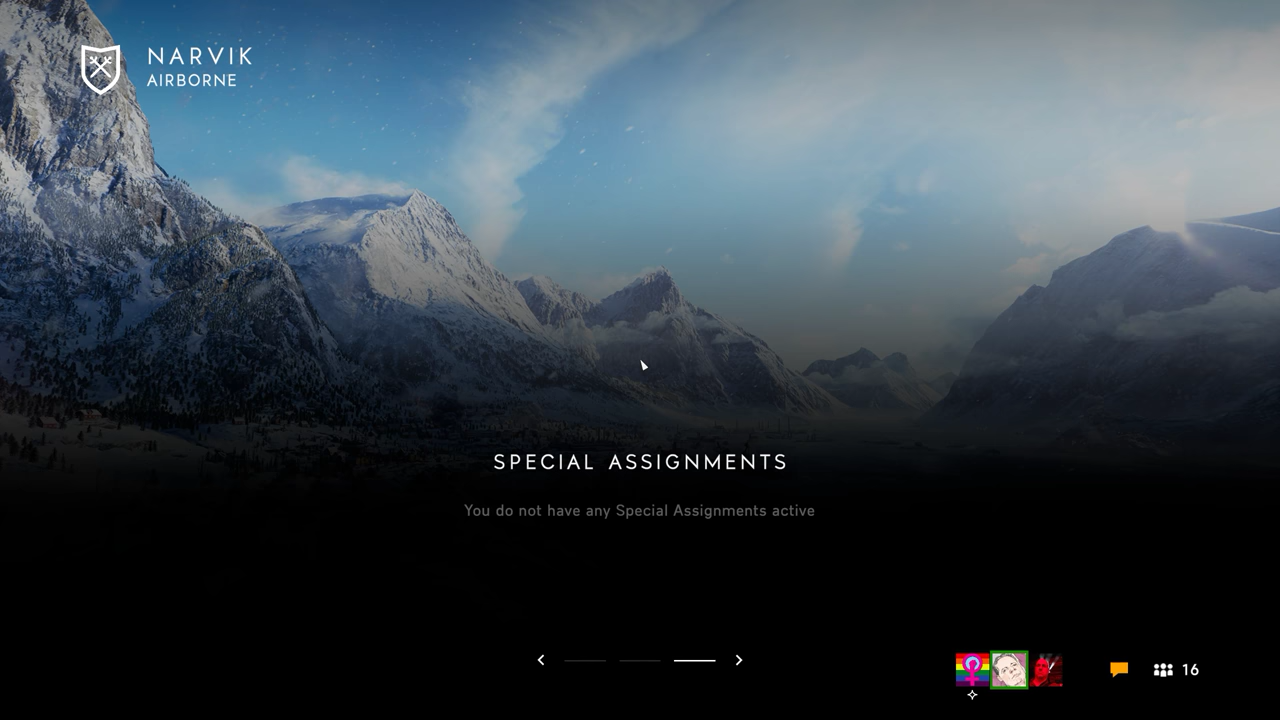 NARVIK
AIRBORNE
SPECIAL ASSIGNMENTS
You do not have any Special Assignments active
16